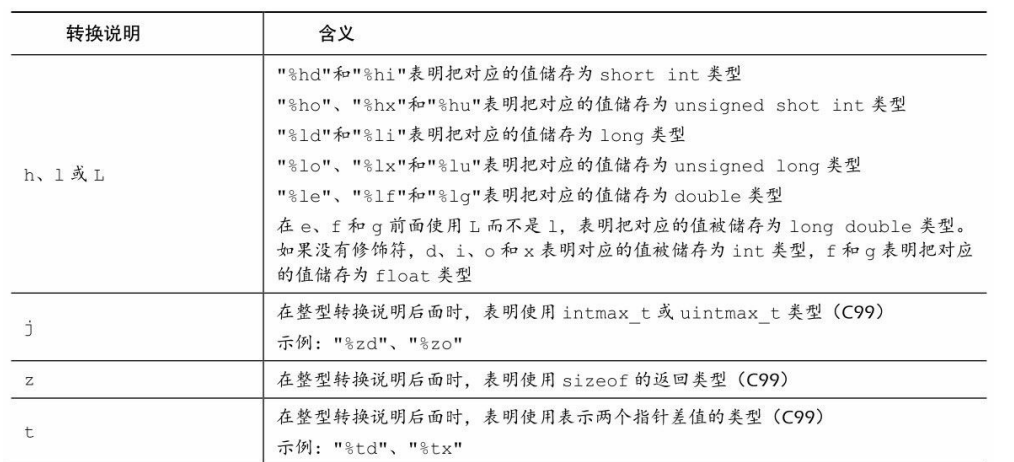 转换说明 含义
"%hd"和"%hi"表明把对应的值储存为 short int 类型
"%ho"、"%hx"和"%hu"表明把对应的值储存为 unsigned shot int 类型
"%ld"和"%li"表明把对应的值储存为 long 类型
h、l 或 L
"%lo"、"%lx"和"%lu"表明把对应的值储存为 unsigned long 类型
"%le"、"%lf"和"%lg"表明把对应的值储存为 double 类型
在 e、f 和 g 前面使用 L 而不是 l，表明把对应的值被储存为 long double 类型。
如果没有修饰符，d、i、o 和 x 表明对应的值被储存为 int 类型，f 和 g 表明把对应
的值储存为 float 类型
j
在整型转换说明后面时，表明使用 intmax_t 或 uintmax_t 类型（C99）
示例："%zd"、"%zo"
z
在整型转换说明后面时，表明使用 sizeof 的返回类型（C99）
t
在整型转换说明后面时，表明使用表示两个指针差值的类型（C99）
示例："%td"、"%tx"